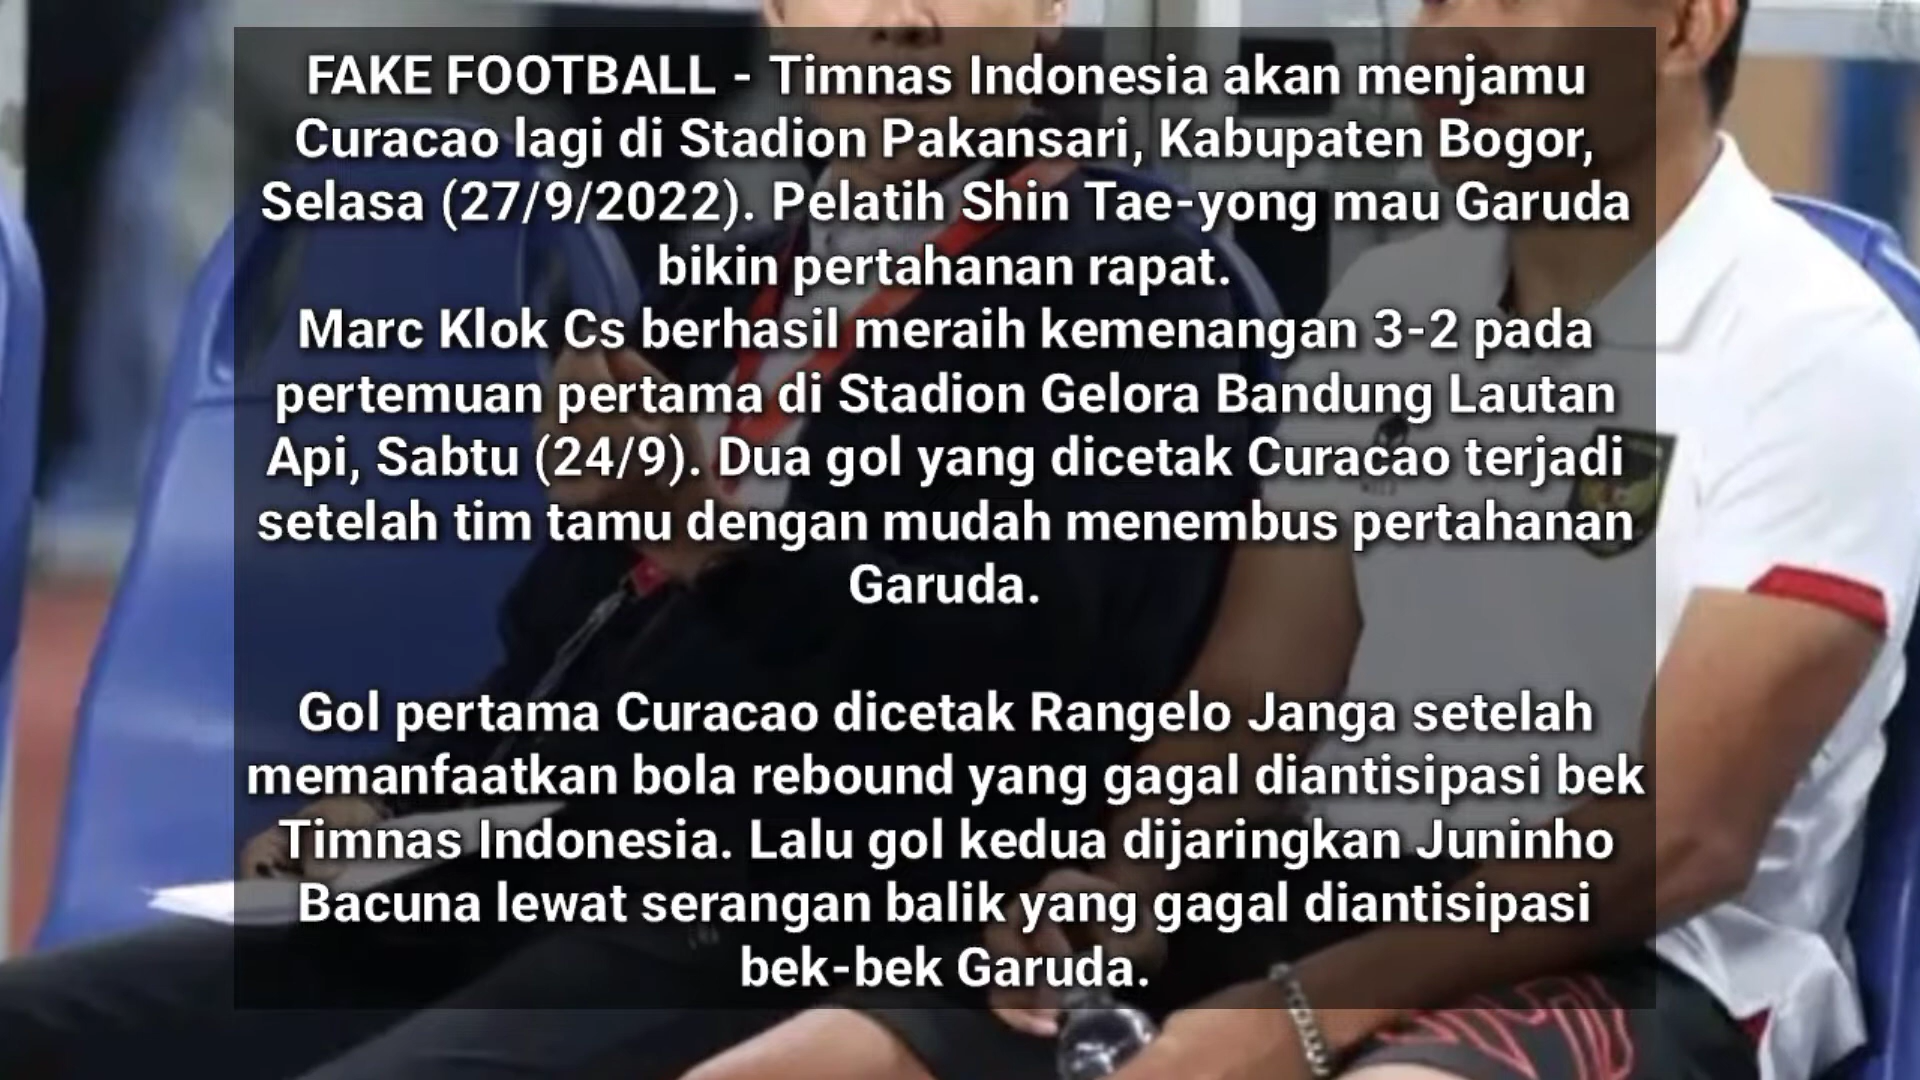 FAKE FOOTBALL - Timnas Indonesia akan menjamu
Curacao lagi di Stadion Pakansari, Kabupaten Bogor,
Selasa (27/9/2022). Pelatih Shin Tae-yong mau Garuda
bikin pertahanan rapat.
Marc Klok Cs berhasil meraih kemenangan 3-2 pada
pertemuan pertama di Stadion Gelora Bandung Lautan
Api, Sabtu (24/9). Dua gol yang dicetak Curacao terjadi
setelah tim tamu dengan mudah menembus pertahanan
Garuda.
Gol pertama Curacao dicetak Rangelo Janga setelah
memanfaatkan bola rebound yang gagal diantisipasi bek
Timnas Indonesia. Lalu gol kedua dijaringkan Juninho
Bacuna lewat serangan balik yang gagal diantisipasi
bek-bek Garuda.